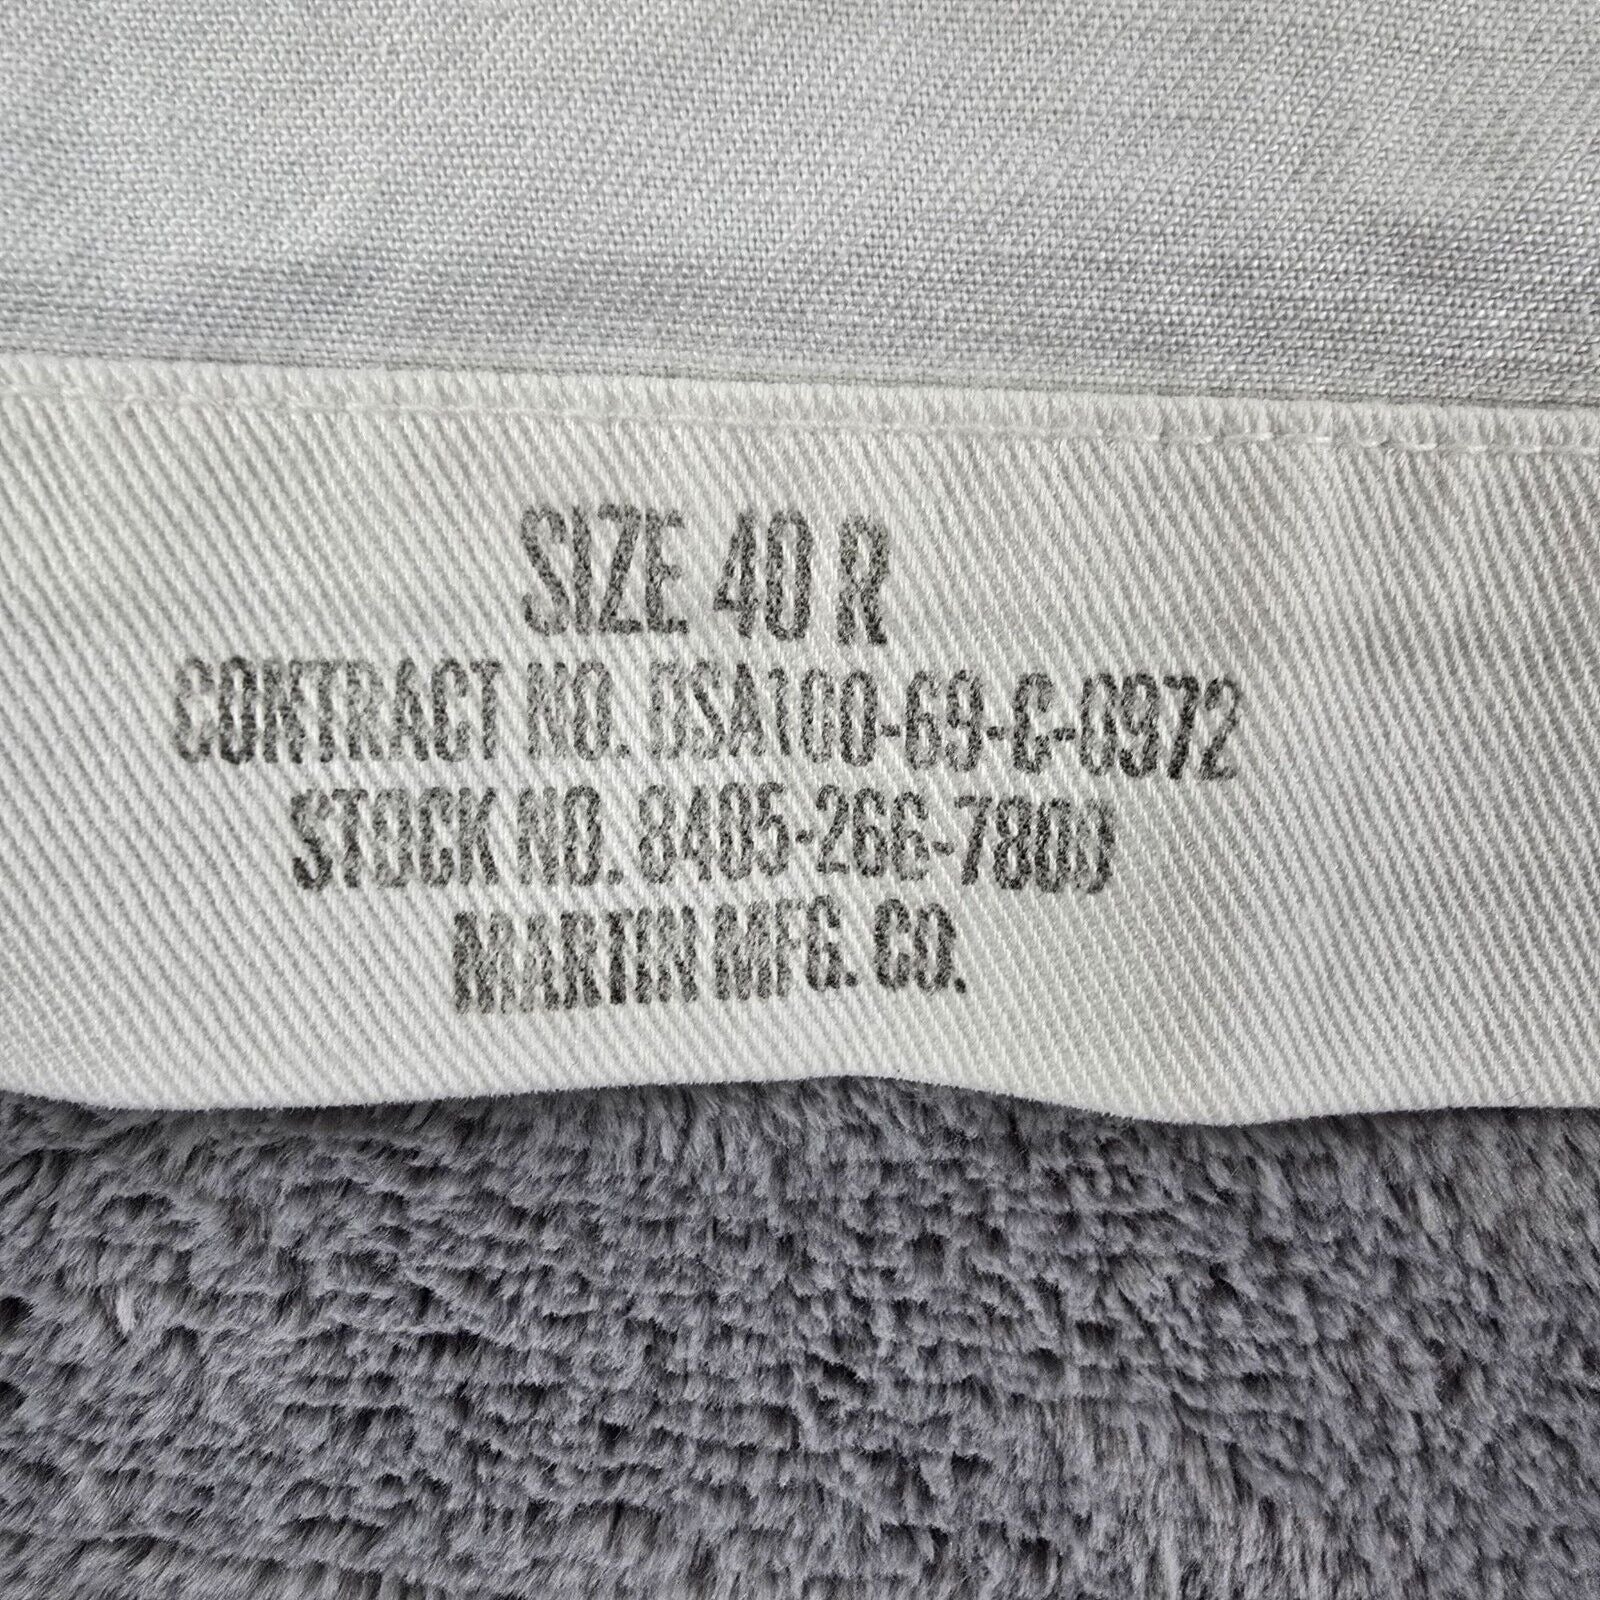 SIZE 40 R
CONTRACT NO. DSA100-69-C-0972
STOCK NO. 8405-266-7800
MARTIN MFG. CO.